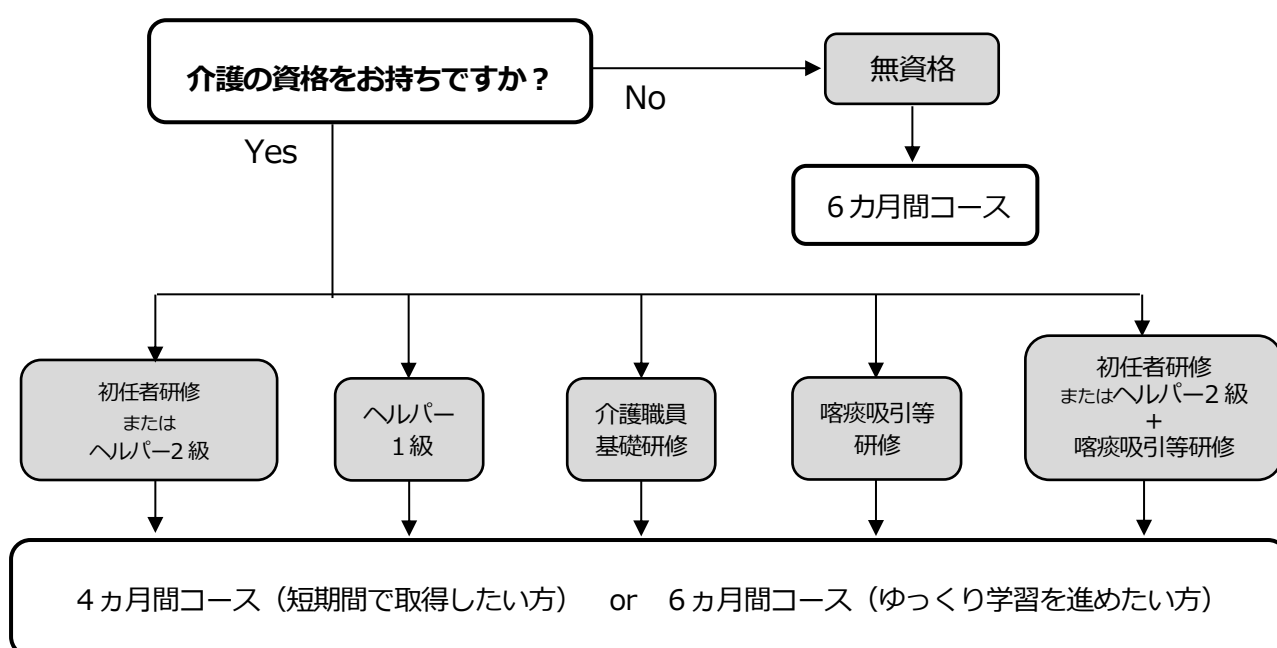 介護の資格をお持ちですか？
No
無資格
Yes
６カ月間コース
初任者研修
または
ヘルパー2級
ヘルパー
１級
介護職員
基礎研修
喀痰吸引等
研修
初任者研修
またはヘルパー2級
+
喀痰吸引等研修
４ヵ月間コース（短期間で取得したい方） or ６ヵ月間コース（ゆっくり学習を進めたい方）